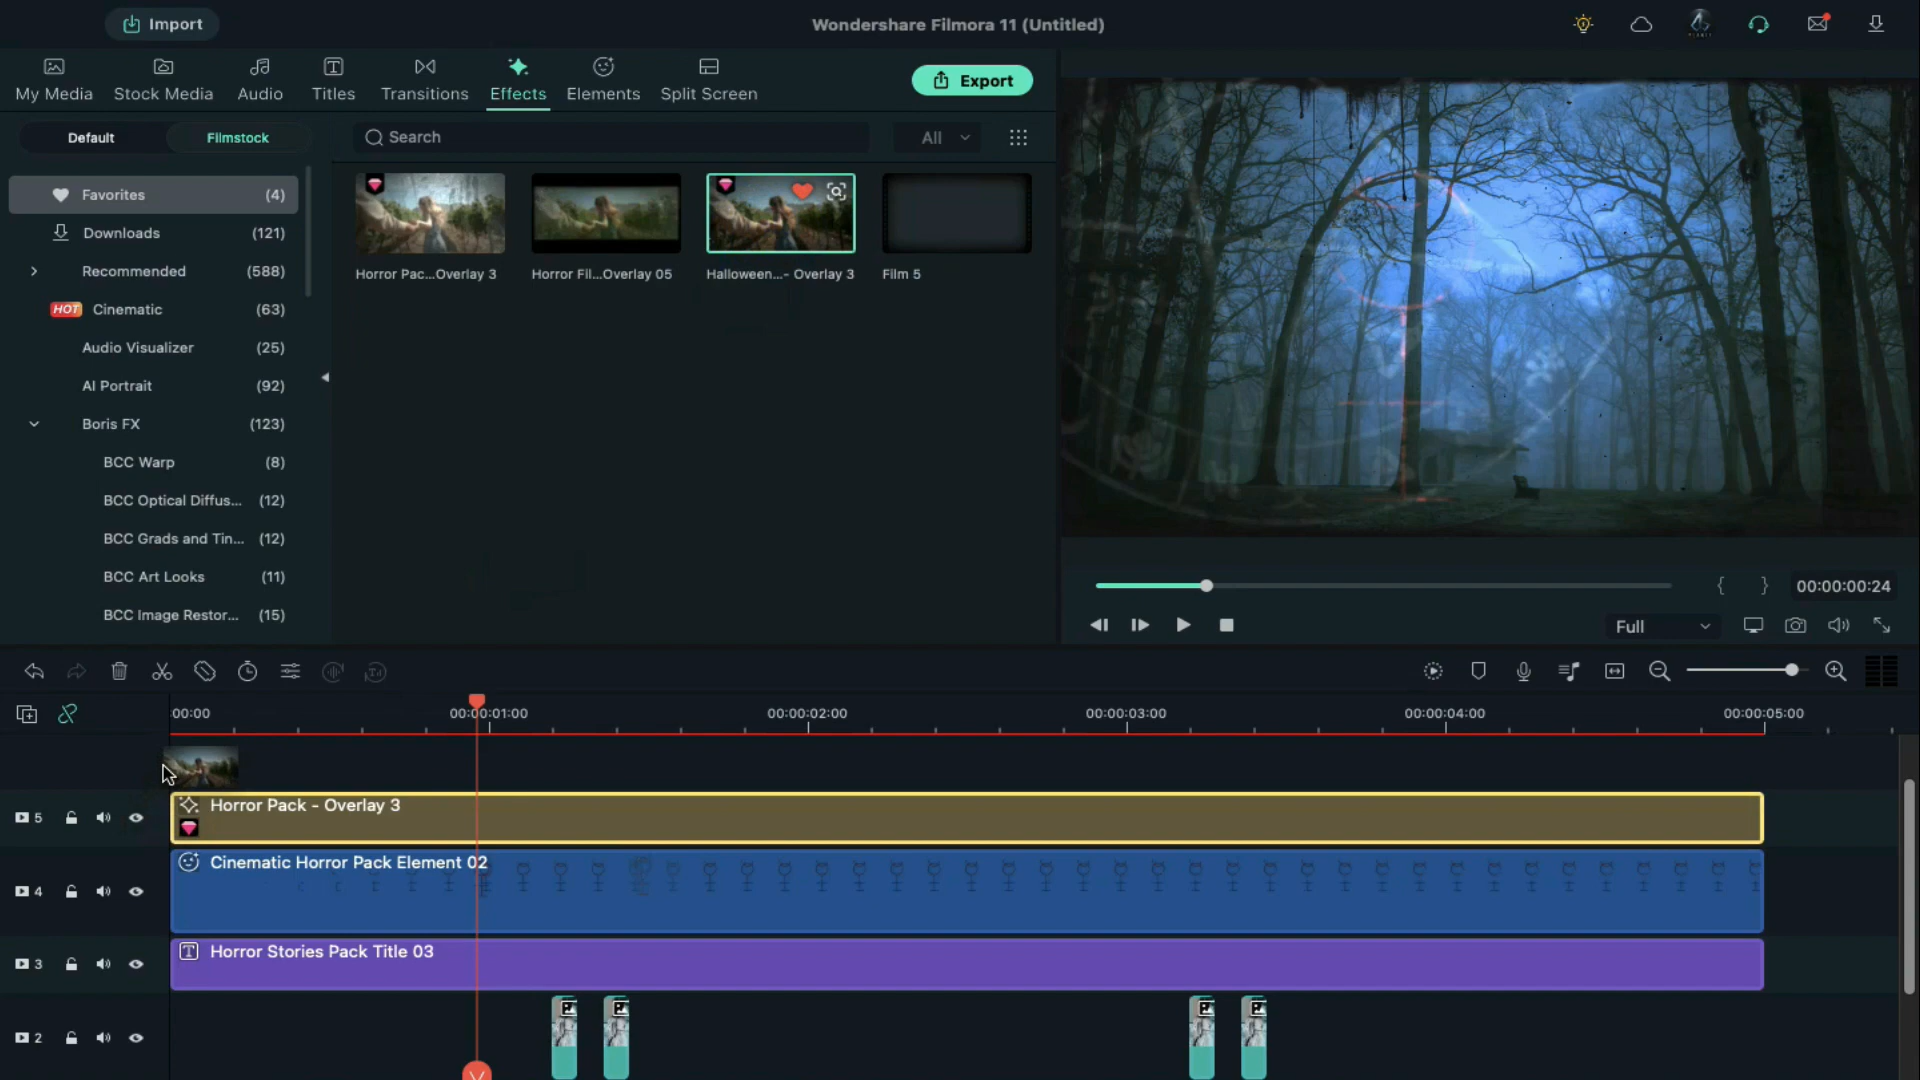 Import
Wondershare Filmora 11 (Untitled)
My Media
Stock Media
Audio
Titles
Transitions
Effects
Elements
Split Screen
Export
Default
Filmstock
Search
All
Favorites (4)
Downloads (121)
Recommended (588)
HOT Cinematic (63)
Audio Visualizer (25)
AI Portrait (92)
Boris FX (123)
BCC Warp (8)
BCC Optical Diffus... (12)
BCC Grads and Tin... (12)
BCC Art Looks (11)
BCC Image Restor... (15)
Horror Pac...Overlay 3
Horror Fil...Overlay 05
Halloween...- Overlay 3
Film 5
{ } 00:00:00:24
Full
:00:00 00:00:01:00 00:00:02:00 00:00:03:00 00:00:04:00 00:00:05:00
5
Horror Pack - Overlay 3
4
Cinematic Horror Pack Element 02
3
Horror Stories Pack Title 03
2